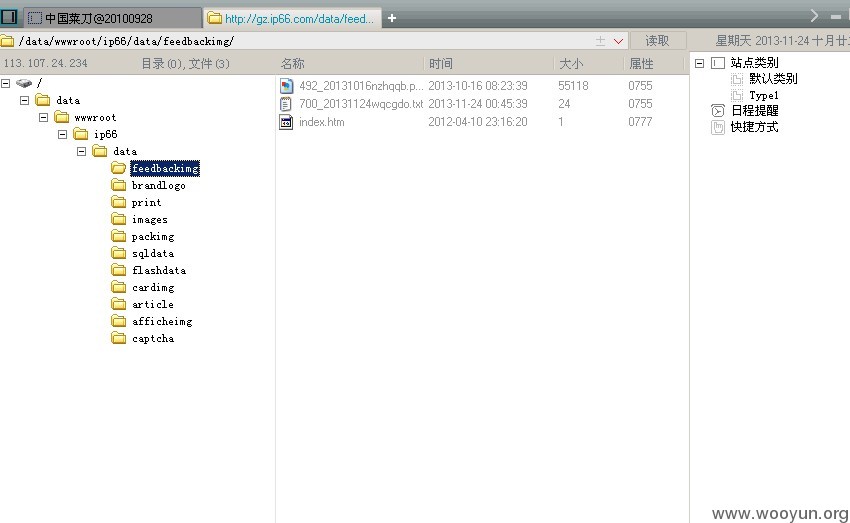 中国菜刀@20100928
http://gz.ip66.com/data/feed...
/data/wwwroot/ip66/data/feedbackimg/
读取
星期天 2013-11-24 十月廿
113.107.24.234
目录(0),文件(3)
名称 时间 大小 属性
492_20131016nzhqqb.p... 2013-10-16 08:23:39 55118 0755
700_20131124wqcgdo.txt 2013-11-24 00:45:39 24 0755
index.htm 2012-04-10 23:16:20 1 0777
/
data
wwwroot
ip66
data
feedbackimg
brandlogo
print
images
packimg
sqldata
flashdata
cardimg
article
afficheimg
captcha
站点类别
默认类别
Type1
日程提醒
快捷方式
www.wooyun.org